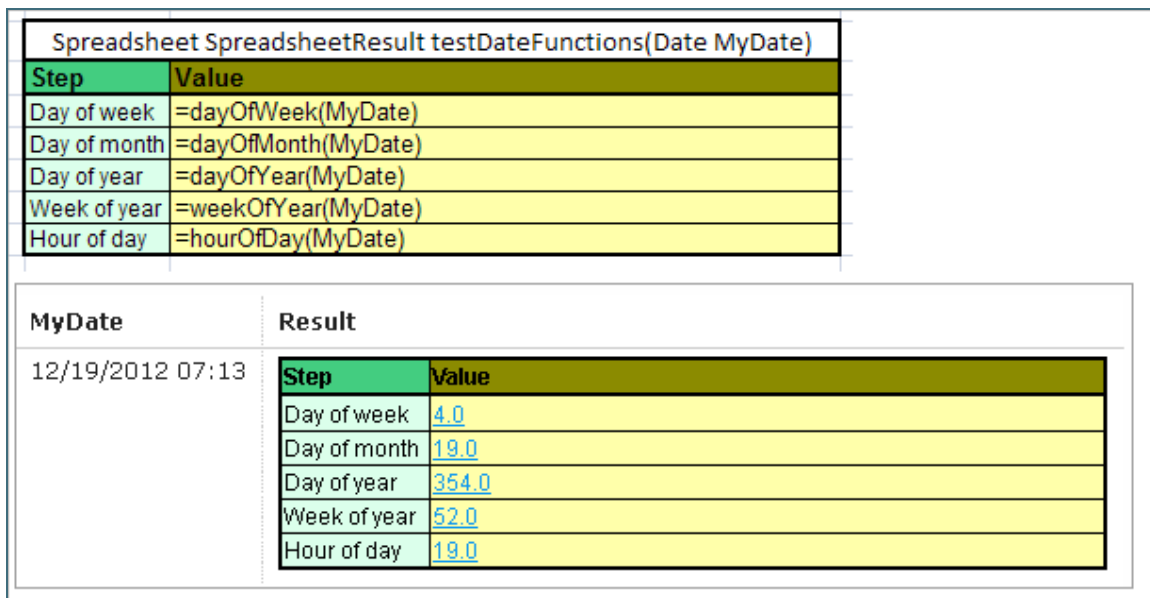 Spreadsheet SpreadsheetResult testDateFunctions(Date MyDate)
Step Value
Day of week =dayOfWeek(MyDate)
Day of month =dayOfMonth(MyDate)
Day of year =dayOfYear(MyDate)
Week of year =weekOfYear(MyDate)
Hour of day =hourOfDay(MyDate)
MyDate Result
12/19/2012 07:13 Step Value
Day of week 4.0
Day of month 19.0
Day of year 354.0
Week of year 52.0
Hour of day 19.0